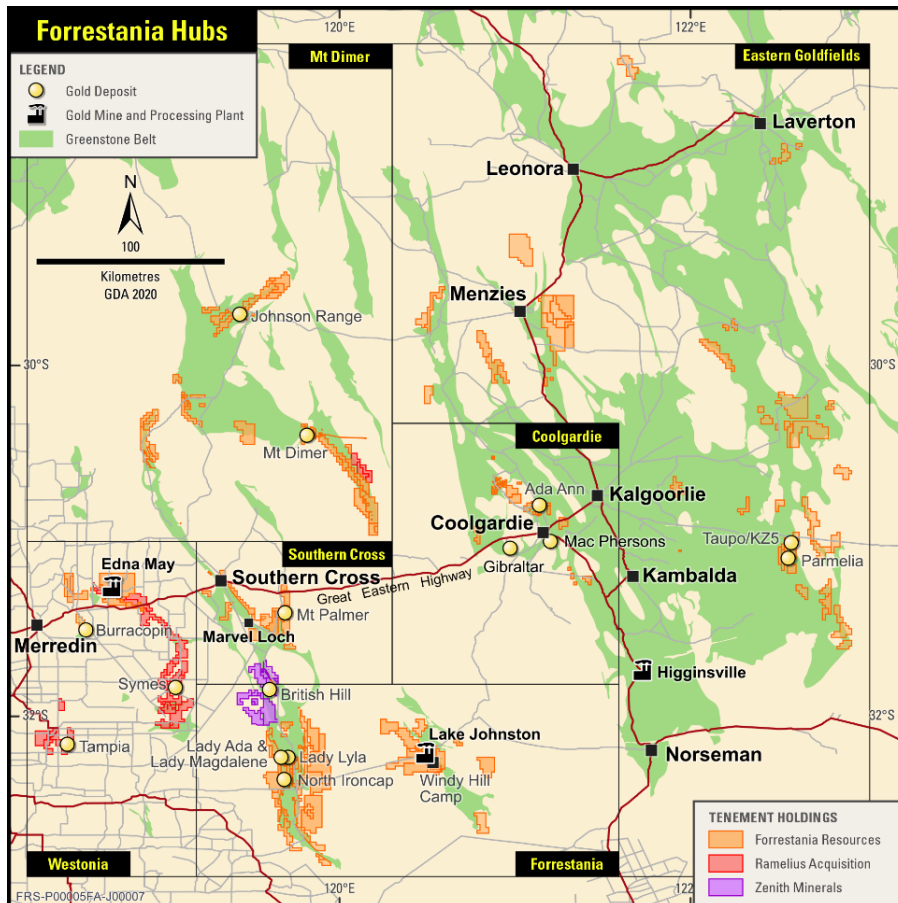 Forrestania Hubs
LEGEND
Gold Deposit
Gold Mine and Processing Plant
Greenstone Belt
N
100
Kilometres
GDA 2020
120°E
122°E
Mt Dimer
Eastern Goldfields
Laverton
Leonora
Menzies
Johnson Range
30°S
30°S
Mt Dimer
Coolgardie
Ada Ann
Kalgoorlie
Coolgardie
Mac Phersons
Gibraltar
Taupo/KZ5
Parmelia
Kambalda
Southern Cross
Edna May
Southern Cross
Great Eastern Highway
Mt Palmer
Burracopin
Marvel Loch
Merredin
Higginsville
Symes
British Hill
32°S
32°S
Tampia
Lake Johnston
Norseman
Lady Ada &
Lady Magdalene
Lady Lyla
North Ironcap
Windy Hill
Camp
TENEMENT HOLDINGS
Forrestania Resources
Ramelius Acquisition
Zenith Minerals
Westonia
Forrestania
FRS-P00005FA-J00007
120°E
122°